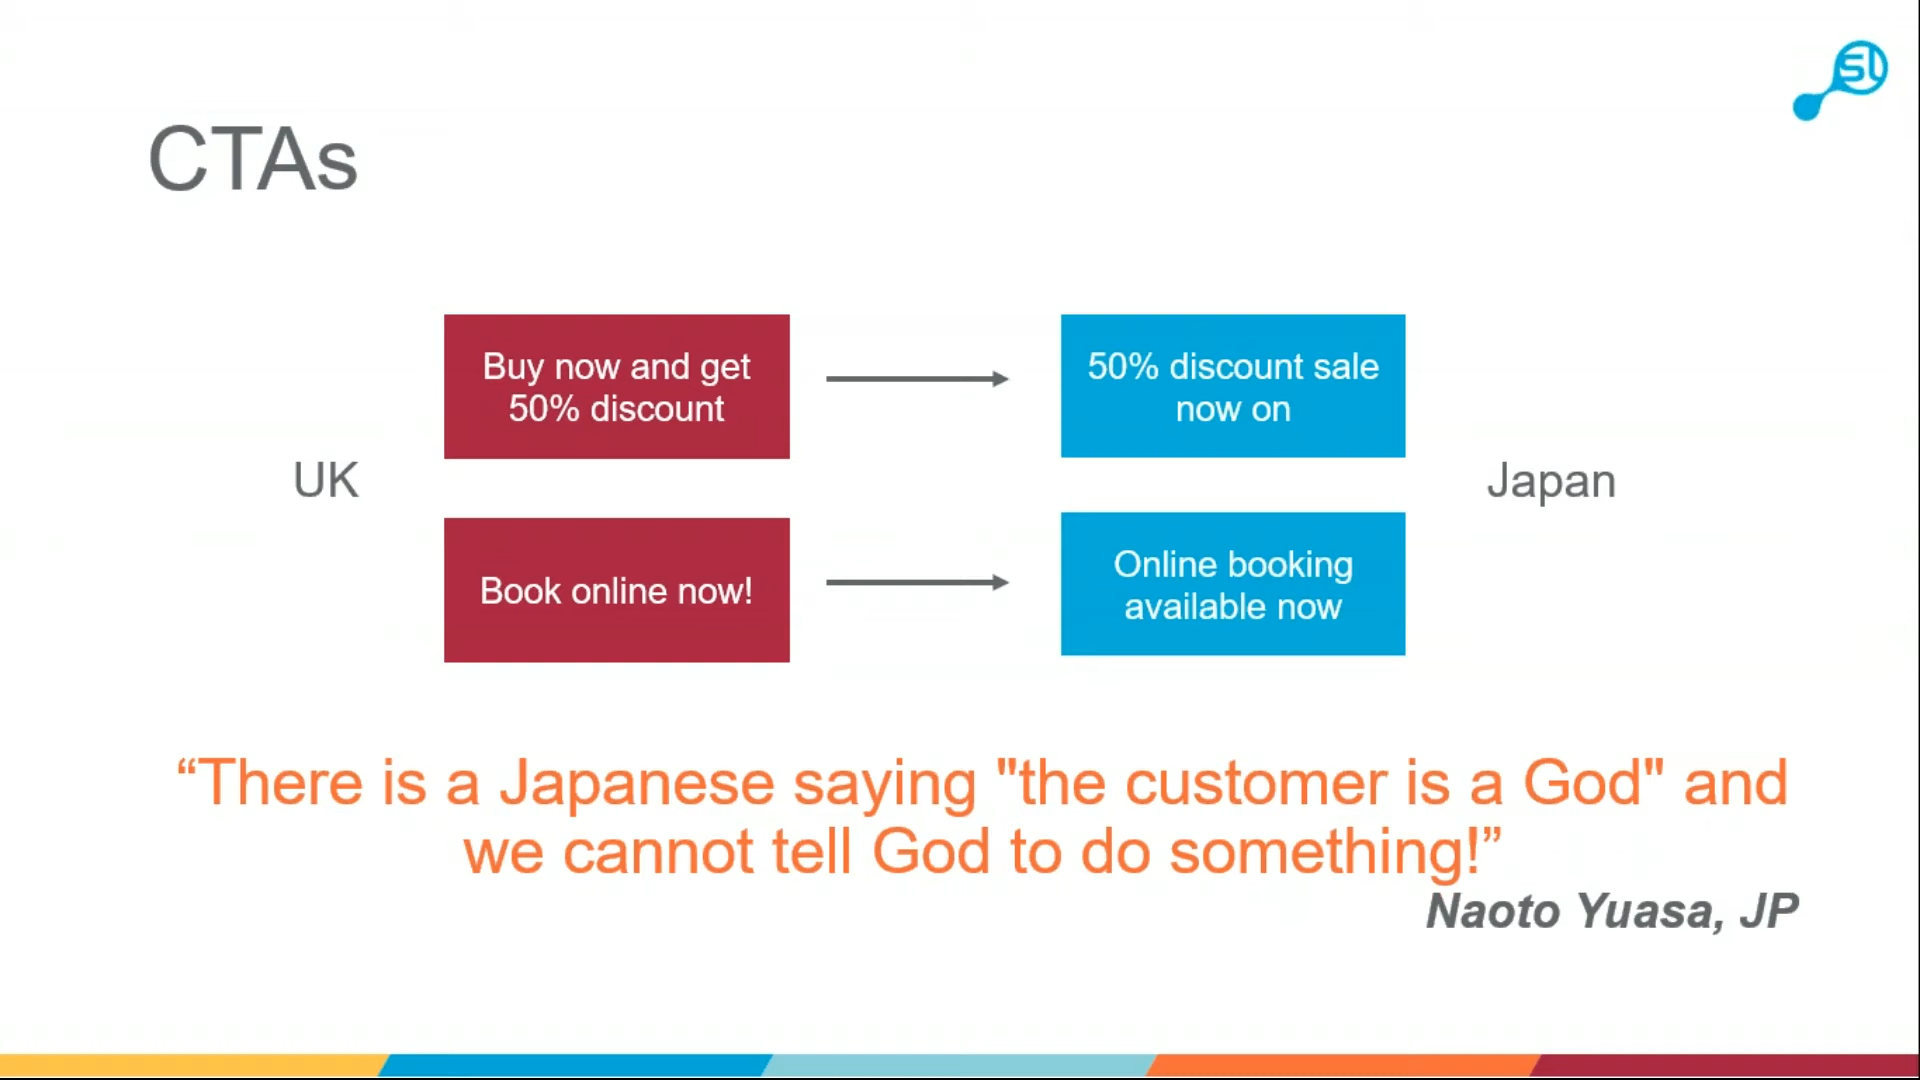 SL
CTAs
Buy now and get
50% discount
50% discount sale
now on
UK
Japan
Book online now!
Online booking
available now
“There is a Japanese saying "the customer is a God" and
we cannot tell God to do something!”
Naoto Yuasa, JP